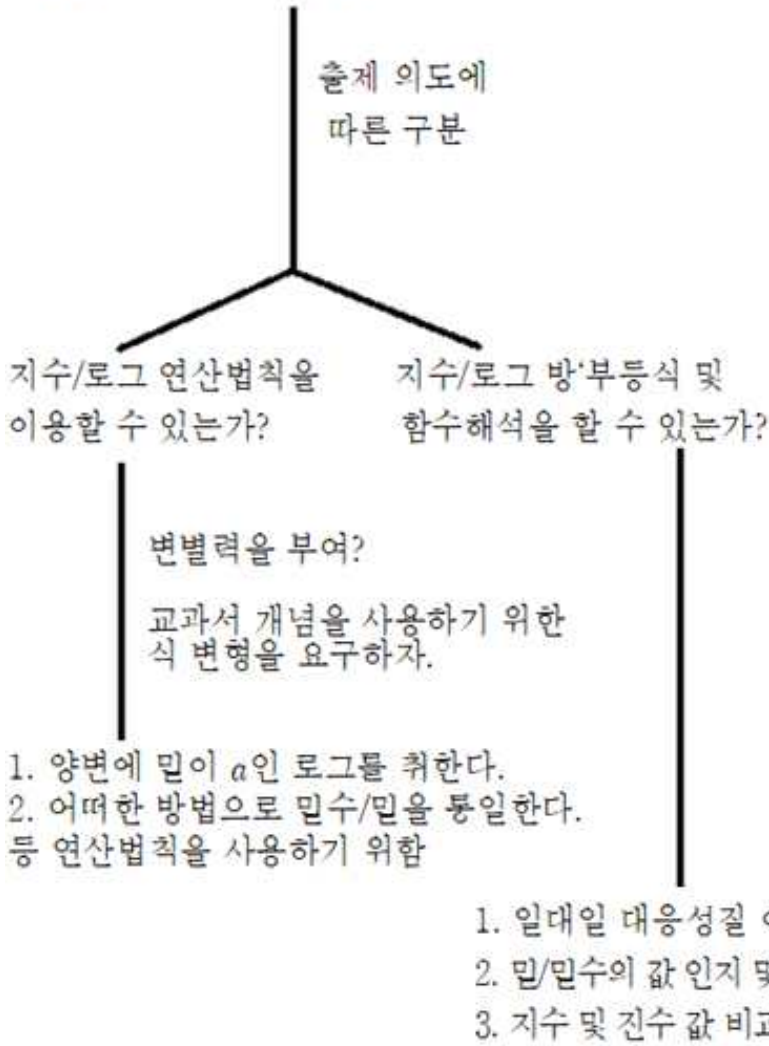 출제 의도에
따른 구분
지수/로그 연산법칙을
이용할 수 있는가?
지수/로그 방·부등식 및
함수해석을 할 수 있는가?
변별력을 부여?
교과서 개념을 사용하기 위한
식 변형을 요구하자.
1. 양변에 밑이 a인 로그를 취한다.
2. 어떠한 방법으로 밑수/밑을 통일한다.
등 연산법칙을 사용하기 위함
1. 일대일 대응성질
2. 밑/밑수의 값 인지 및
3. 지수 및 진수 값 비교